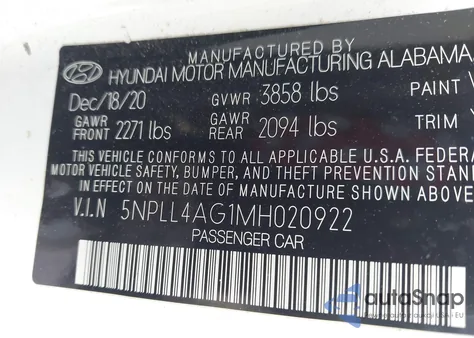 MANUFACTURED BY
HYUNDAI MOTOR MANUFACTURING ALABAMA,
Dec/18/20 GVWR 3858 lbs PAINT
GAWR FRONT 2271 lbs GAWR REAR 2094 lbs TRIM
THIS VEHICLE CONFORMS TO ALL APPLICABLE U.S.A. FEDERA
MOTOR VEHICLE SAFETY, BUMPER, AND THEFT PREVENTION STAND
IN EFFECT ON THE DATE OF MANUFACTURE SHOWN ABOVE.
V.I.N 5NPLL4AG1MH020922
PASSENGER CAR
autoSnap